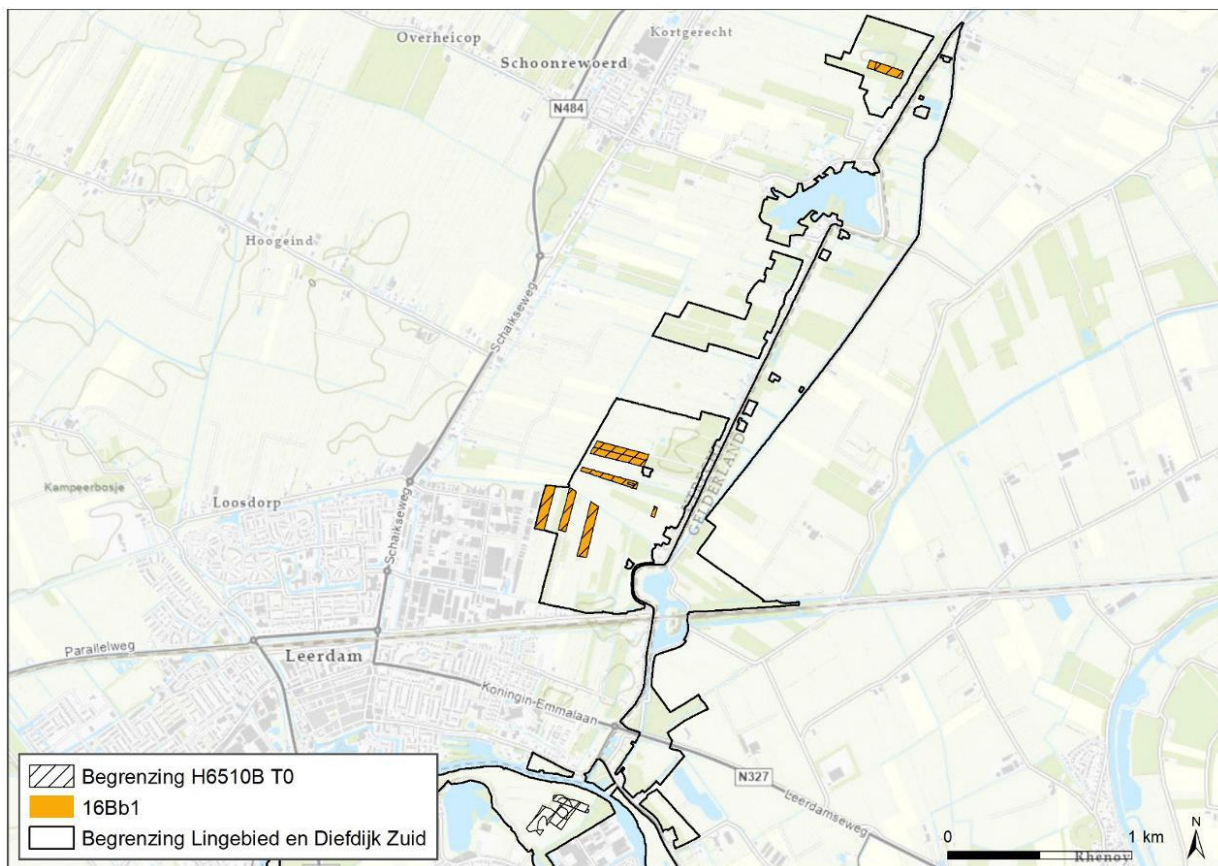 Overheicop
Kortgerecht
Schoonrewoerd
N484
Hoogeind
Schaikseweg
GELDERLAND
Kampeerbosje
Loosdorp
Schaikseweg
Parallelweg
Leerdam
Koningin-Emmalaan
N327
Leerdamseweg
Rhenoy
Begrenzing H6510B T0
16Bb1
Begrenzing Lingebied en Diefdijk Zuid
0 1 km
N